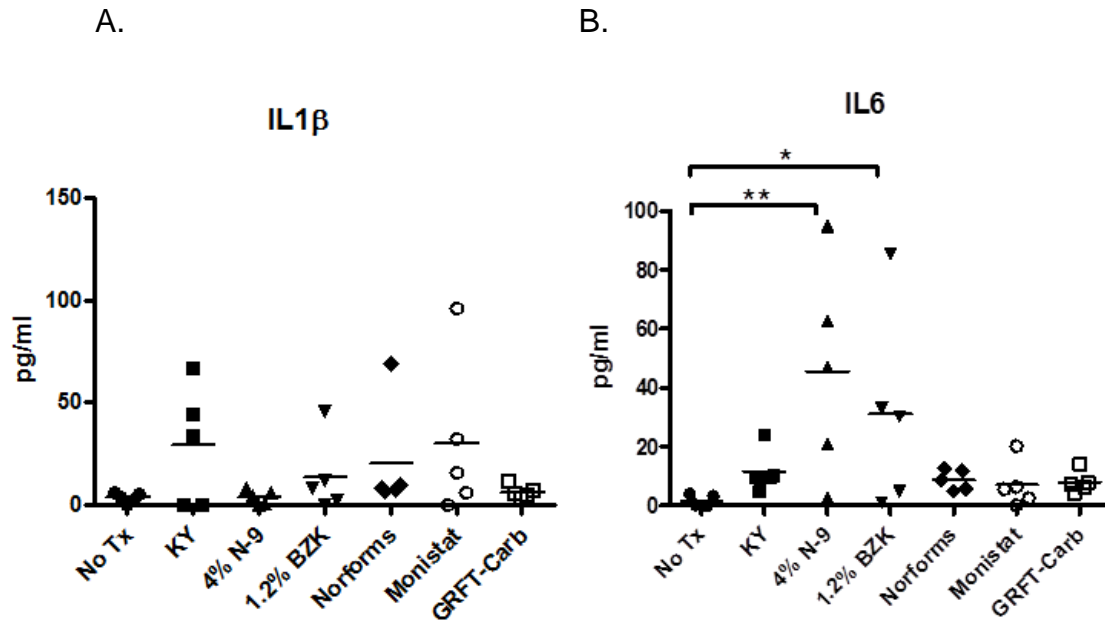 A.
B.
IL1β
150
100
50
0
pg/ml
No Tx
KY
4% N-9
1.2% BZK
Norforms
Monistat
GRFT-Carb
IL6
*
**
100
80
60
40
20
0
pg/ml
No Tx
KY
4% N-9
1.2% BZK
Norforms
Monistat
GRFT-Carb